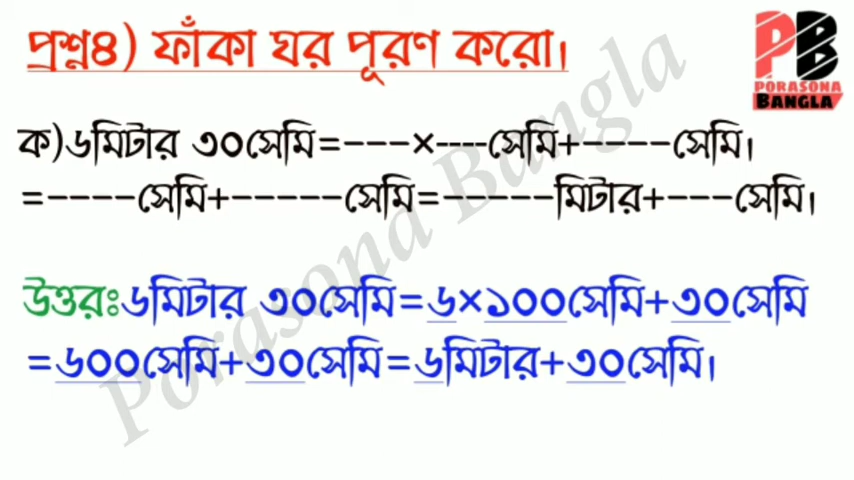 প্রশ্ন৪) ফাঁকা ঘর পূরণ করো।
PB
PORASONA
BANGLA
ক)৬মিটার ৩০সেমি=---×----সেমি+-----সেমি।
=-----সেমি+------সেমি=------মিটার+---সেমি।
উত্তরঃ৬মিটার ৩০সেমি=৬×১০০সেমি+৩০সেমি
=৬০০সেমি+৩০সেমি=৬মিটার+৩০সেমি।
Porasona Bangla